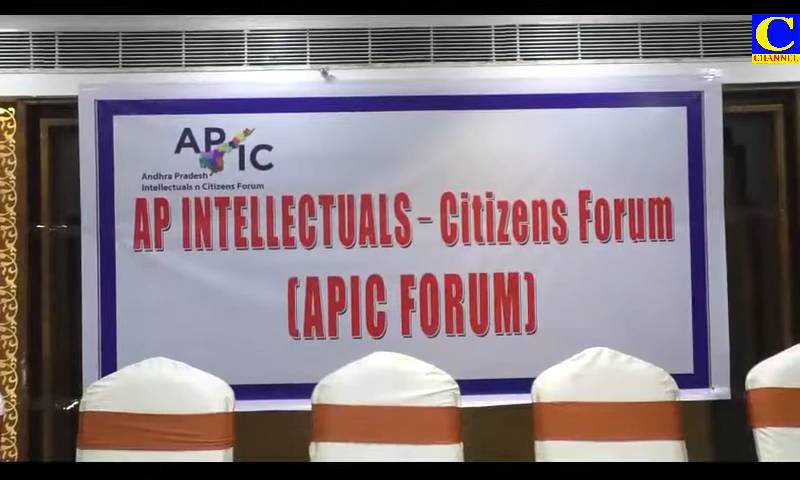 C
CHANNEL
AP IC
Andhra Pradesh
Intellectuals n Citizens Forum
AP INTELLECTUALS - Citizens Forum
(APIC FORUM)